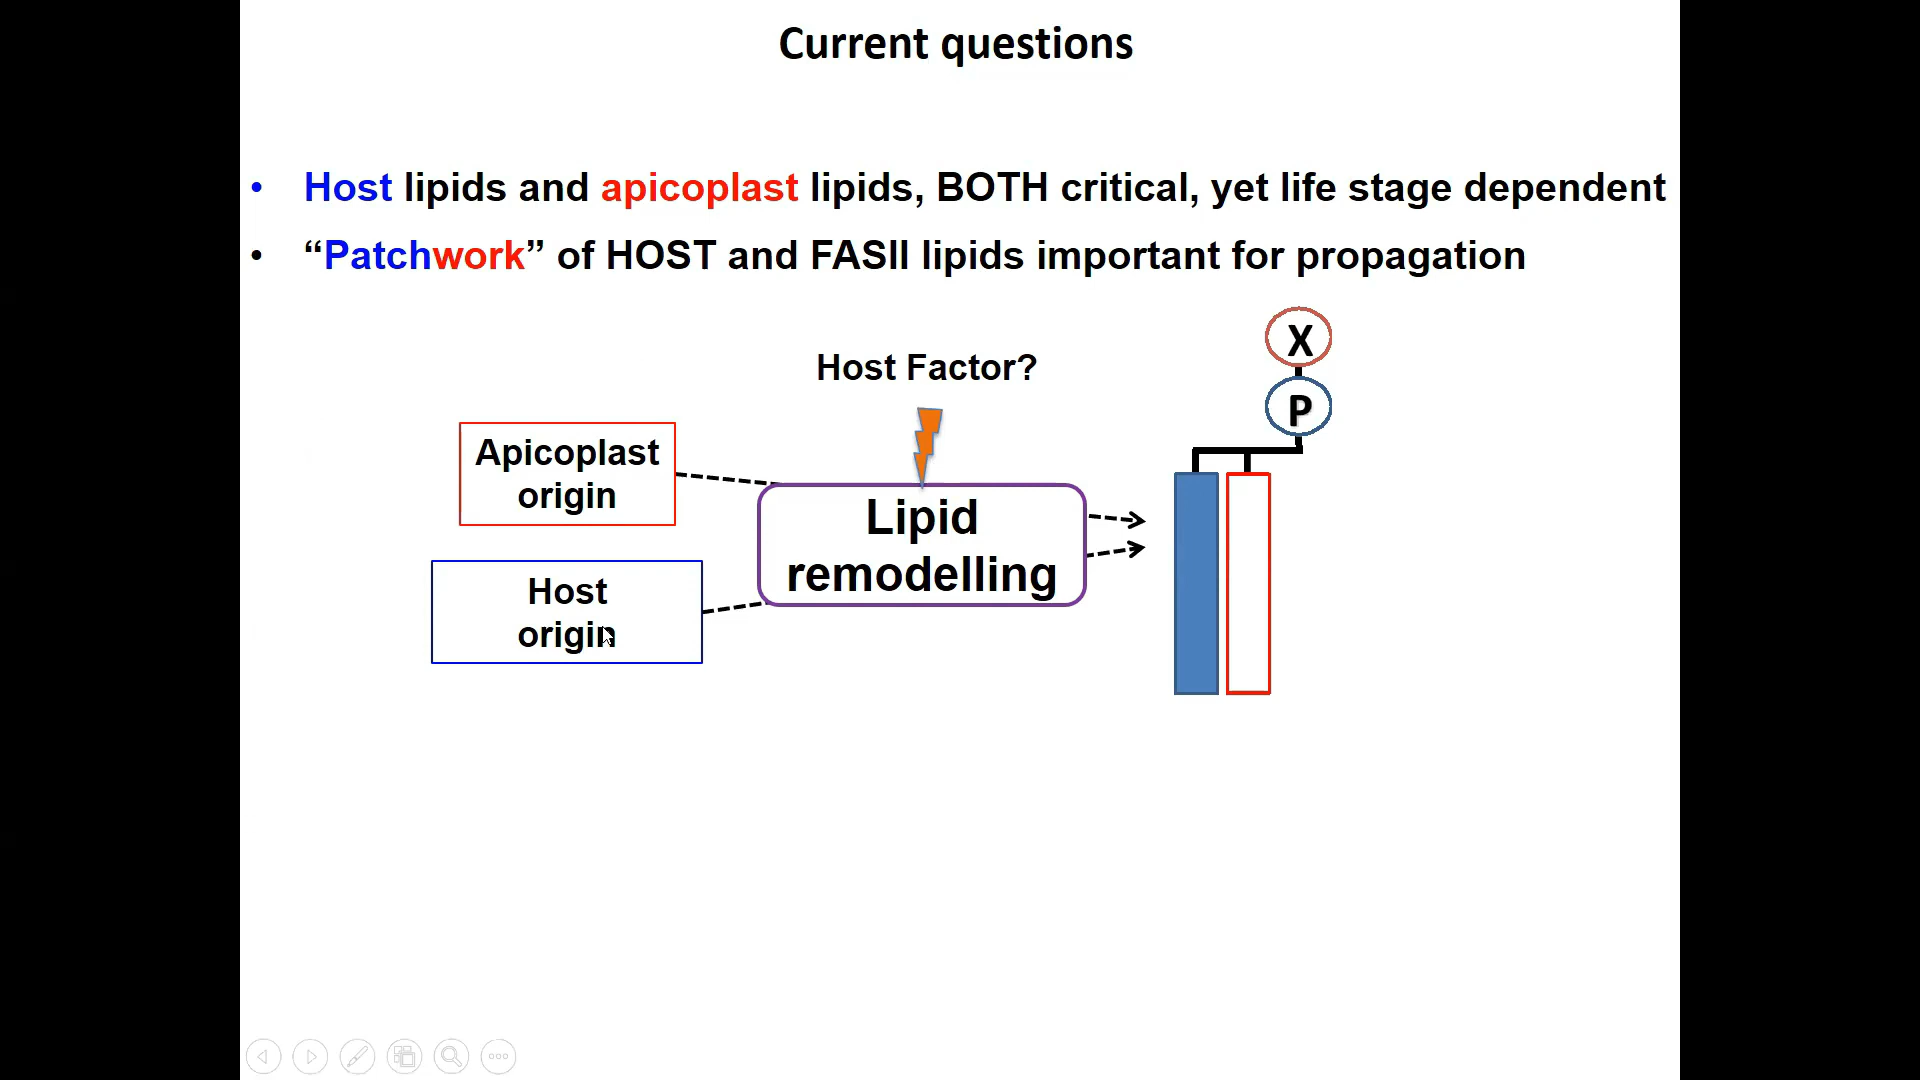 Current questions
• Host lipids and apicoplast lipids, BOTH critical, yet life stage dependent
• “Patchwork” of HOST and FASII lipids important for propagation
X
Host Factor?
P
Apicoplast
origin
Lipid
remodelling
Host
origin